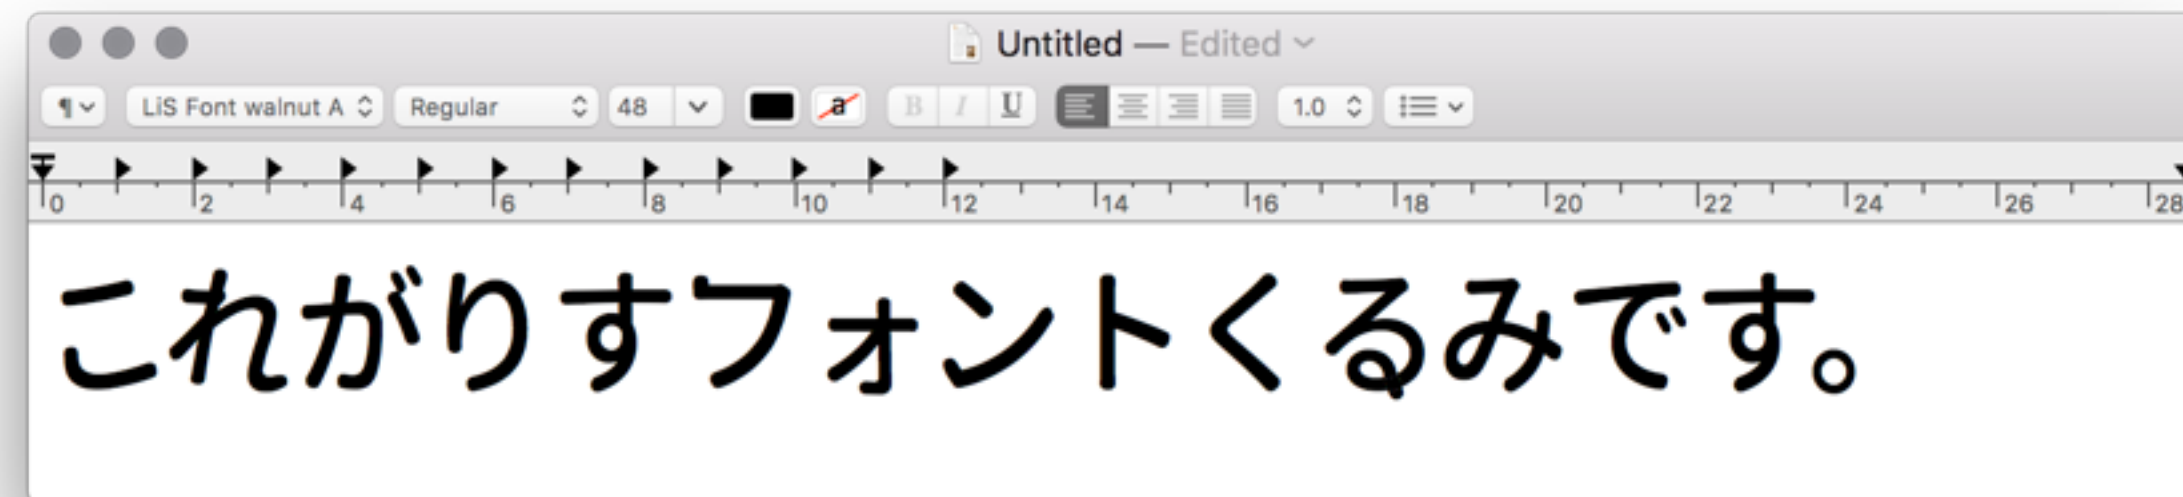 Untitled — Edited
¶ LiS Font walnut A Regular 48 a B I U 1.0
0 2 4 6 8 10 12 14 16 18 20 22 24 26 28
これがりすフォントくるみです。